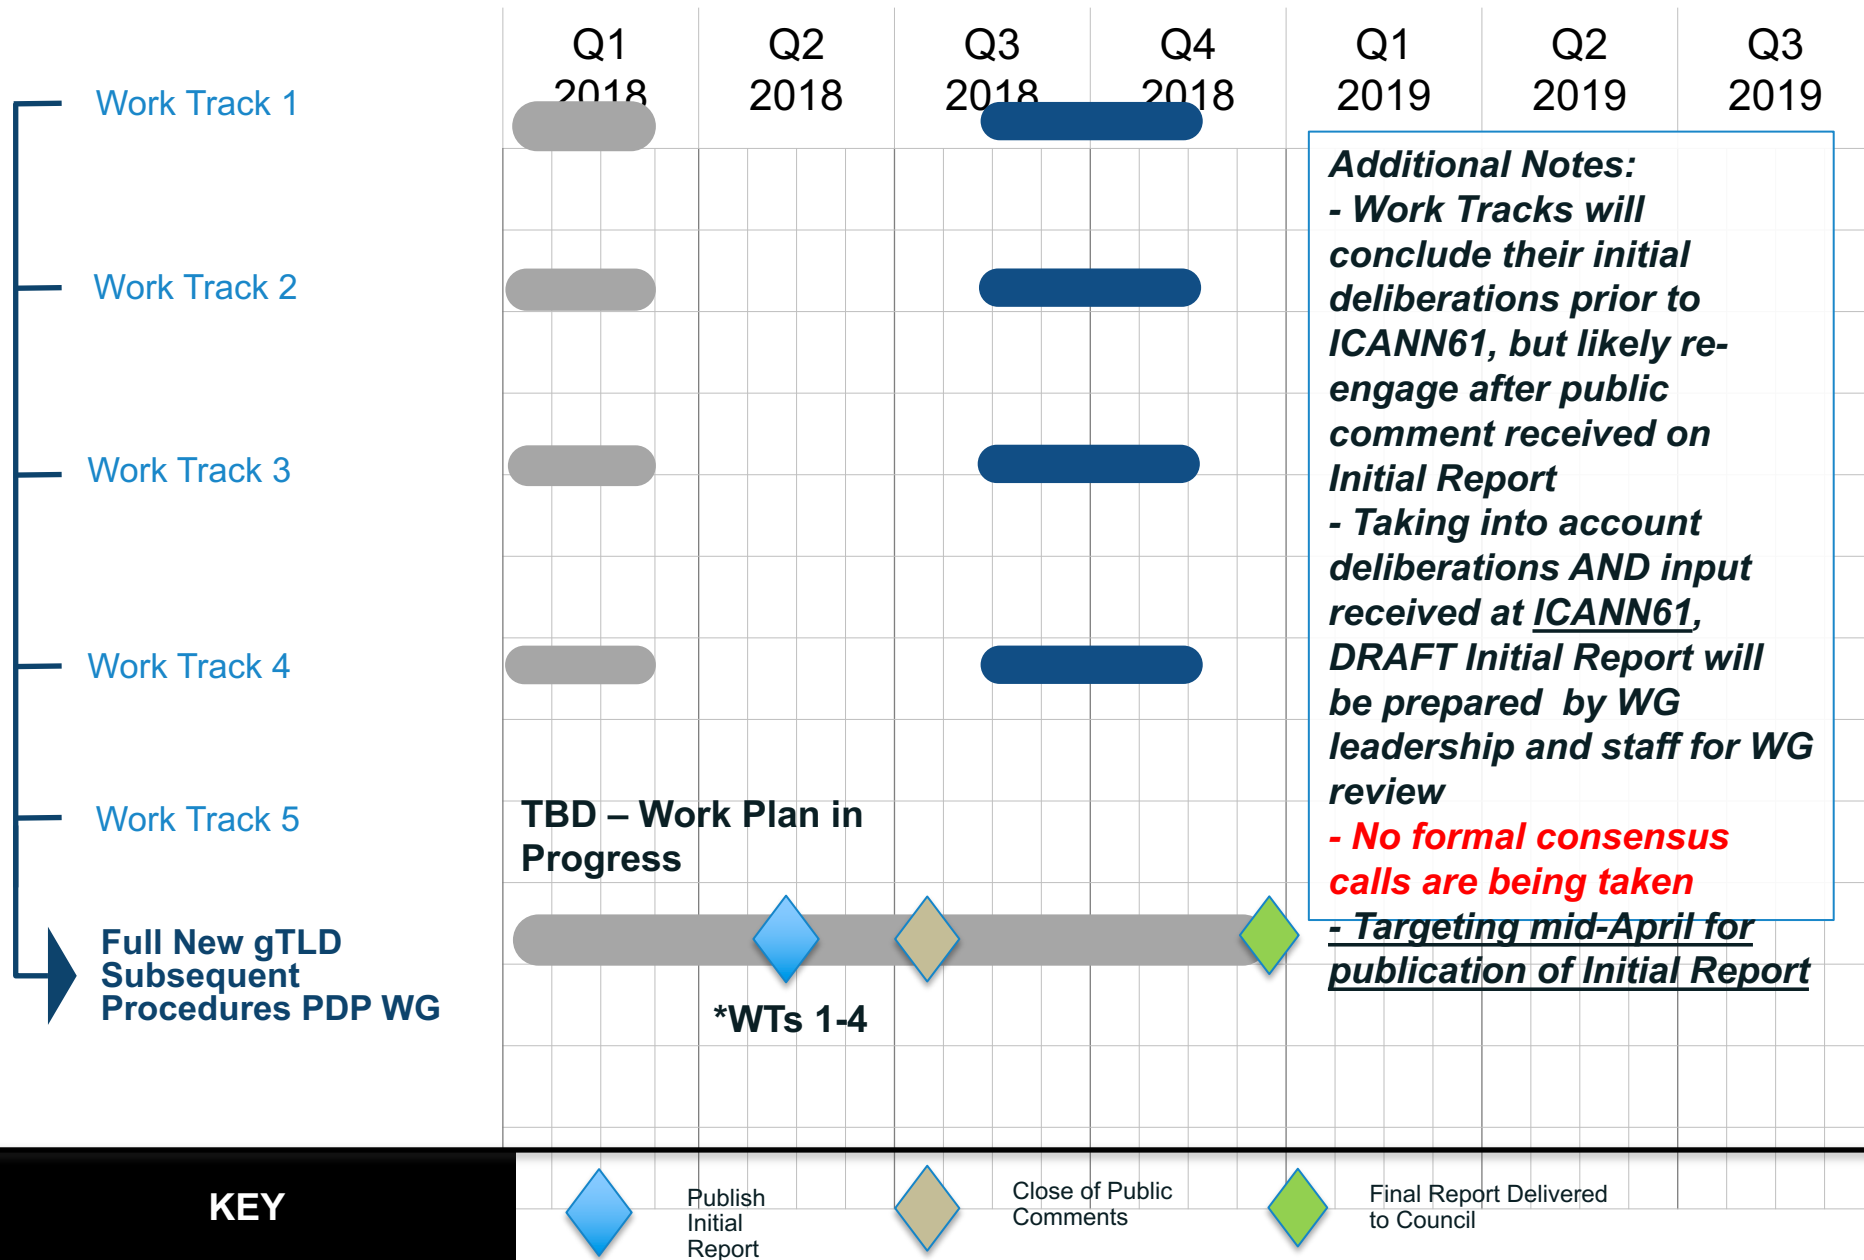 Q1
2018
Q2
2018
Q3
2018
Q4
2018
Q1
2019
Q2
2019
Q3
2019
Work Track 1
Work Track 2
Work Track 3
Work Track 4
Work Track 5
TBD – Work Plan in
Progress
Full New gTLD
Subsequent
Procedures PDP WG
*WTs 1-4
Additional Notes:
- Work Tracks will
conclude their initial
deliberations prior to
ICANN61, but likely re-
engage after public
comment received on
Initial Report
- Taking into account
deliberations AND input
received at ICANN61,
DRAFT Initial Report will
be prepared by WG
leadership and staff for WG
review
- No formal consensus
calls are being taken
- Targeting mid-April for
publication of Initial Report
KEY
Publish
Initial
Report
Close of Public
Comments
Final Report Delivered
to Council